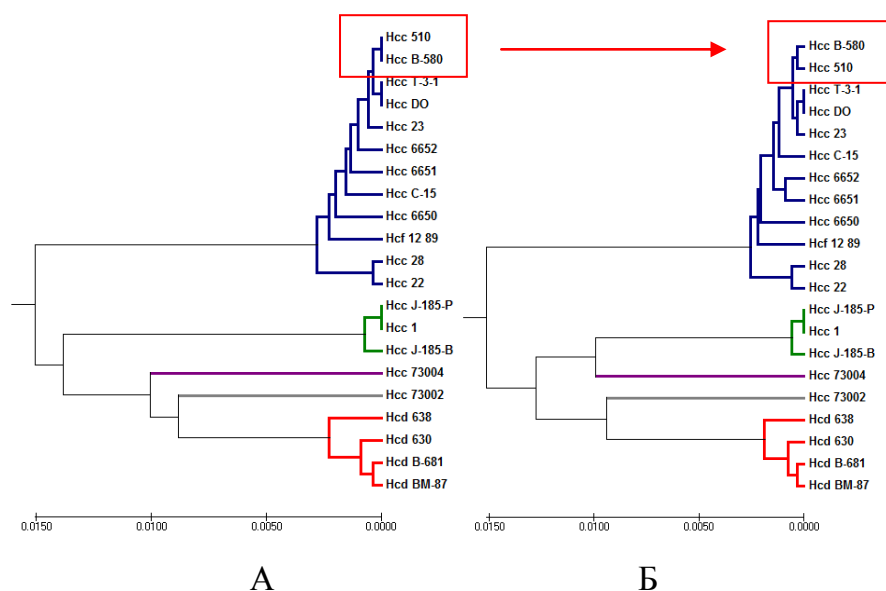 Hcc 510
Hcc B-580
Hcc T-3-1
Hcc DO
Hcc 23
Hcc 6652
Hcc 6651
Hcc C-15
Hcc 6650
Hcf 12 89
Hcc 28
Hcc 22
Hcc J-185-P
Hcc 1
Hcc J-185-B
Hcc 73004
Hcc 73002
Hcd 638
Hcd 630
Hcd B-681
Hcd BM-87
0.0150 0.0100 0.0050 0.0000
А
Hcc B-580
Hcc 510
Hcc T-3-1
Hcc DO
Hcc 23
Hcc C-15
Hcc 6652
Hcc 6651
Hcc 6650
Hcf 12 89
Hcc 28
Hcc 22
Hcc J-185-P
Hcc 1
Hcc J-185-B
Hcc 73004
Hcc 73002
Hcd 638
Hcd 630
Hcd B-681
Hcd BM-87
0.0150 0.0100 0.0050 0.0000
Б